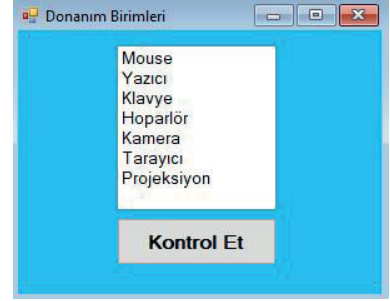 Donanım Birimleri
Mouse
Yazıcı
Klavye
Hoparlör
Kamera
Tarayıcı
Projeksiyon
Kontrol Et